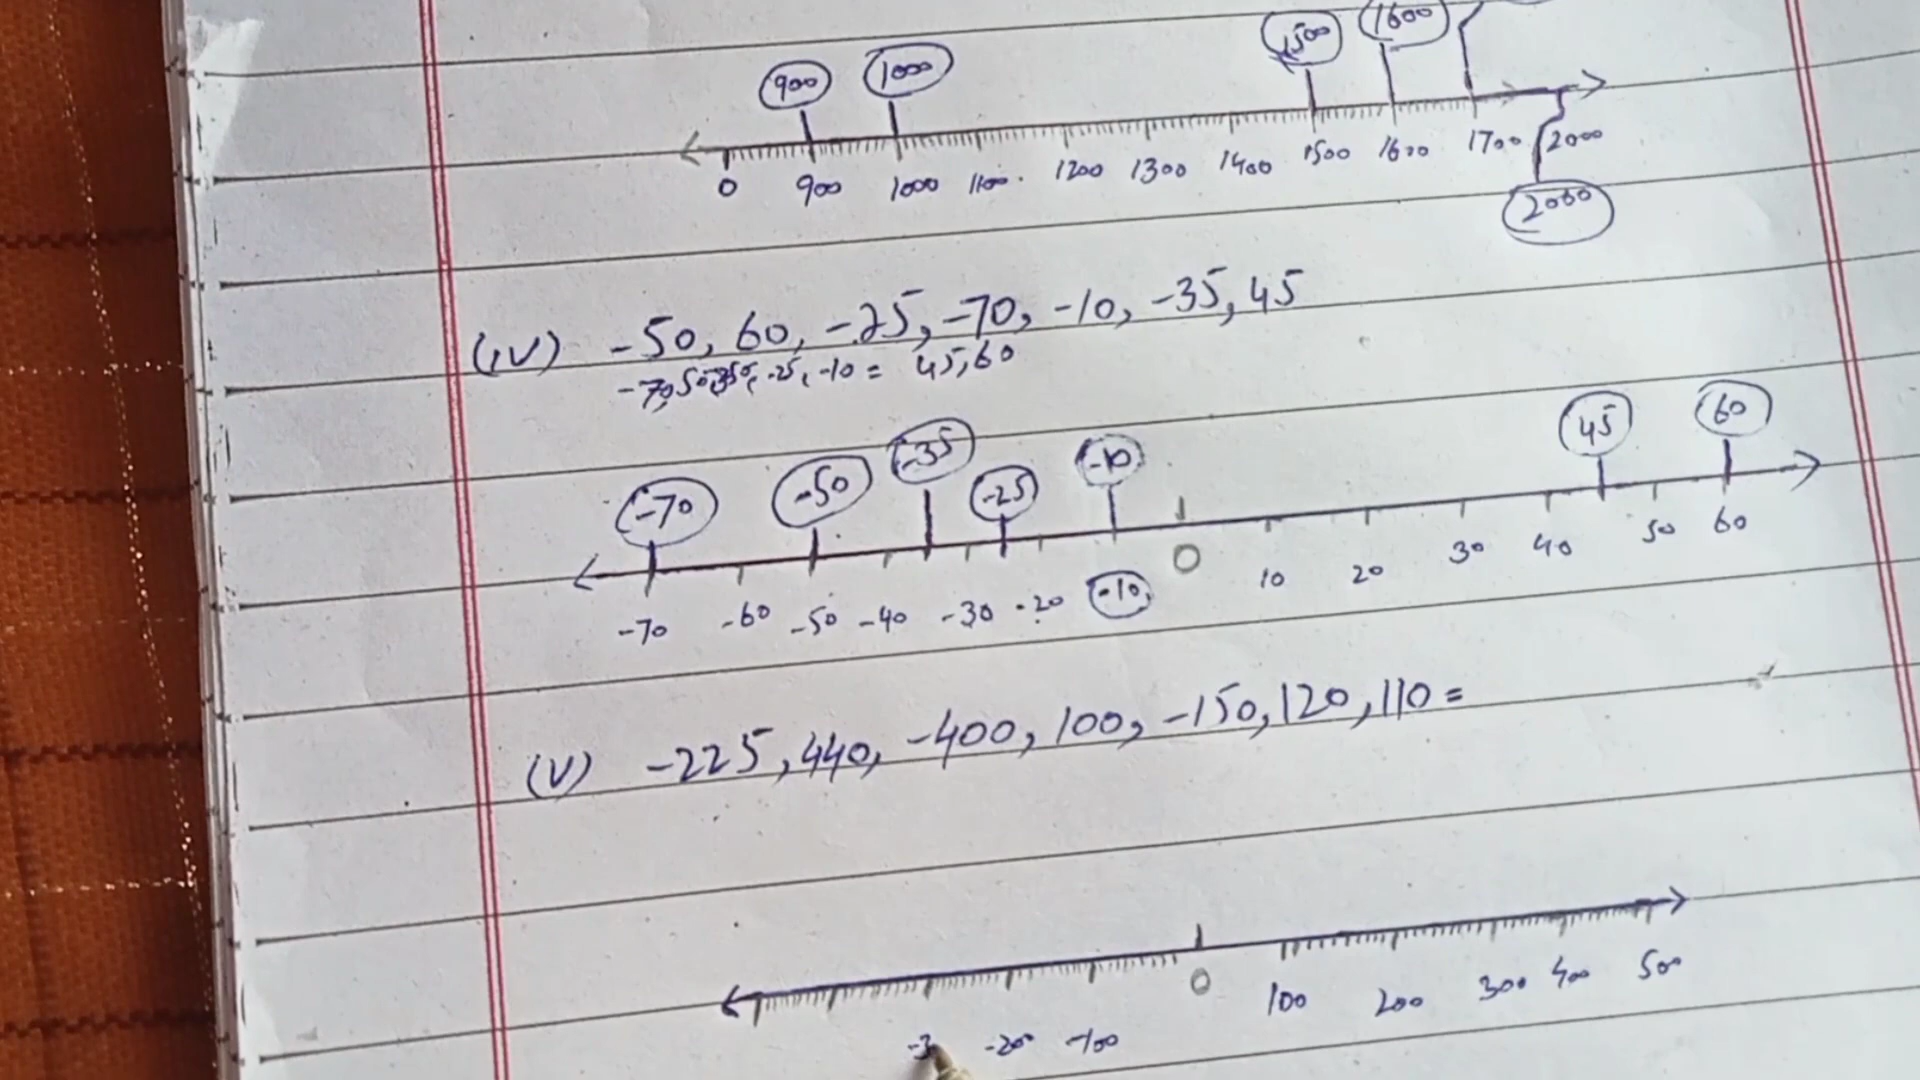 1500 1600
900 1000
0 900 1000 1100. 1200 1300 1400 1500 1600 1700 2000
2000
(iv) -50, 60, -25, -70, -10, -35, 45
-70, -25, -10 = 45, 60
-70 -50 -35 -25 -10 45 60
-70 -60 -50 -40 -30 -20 -10 0 10 20 30 40 50 60
(V) -225, 440, -400, 100, -150, 120, 110 =
-3 -200 -100 0 100 200 300 400 500